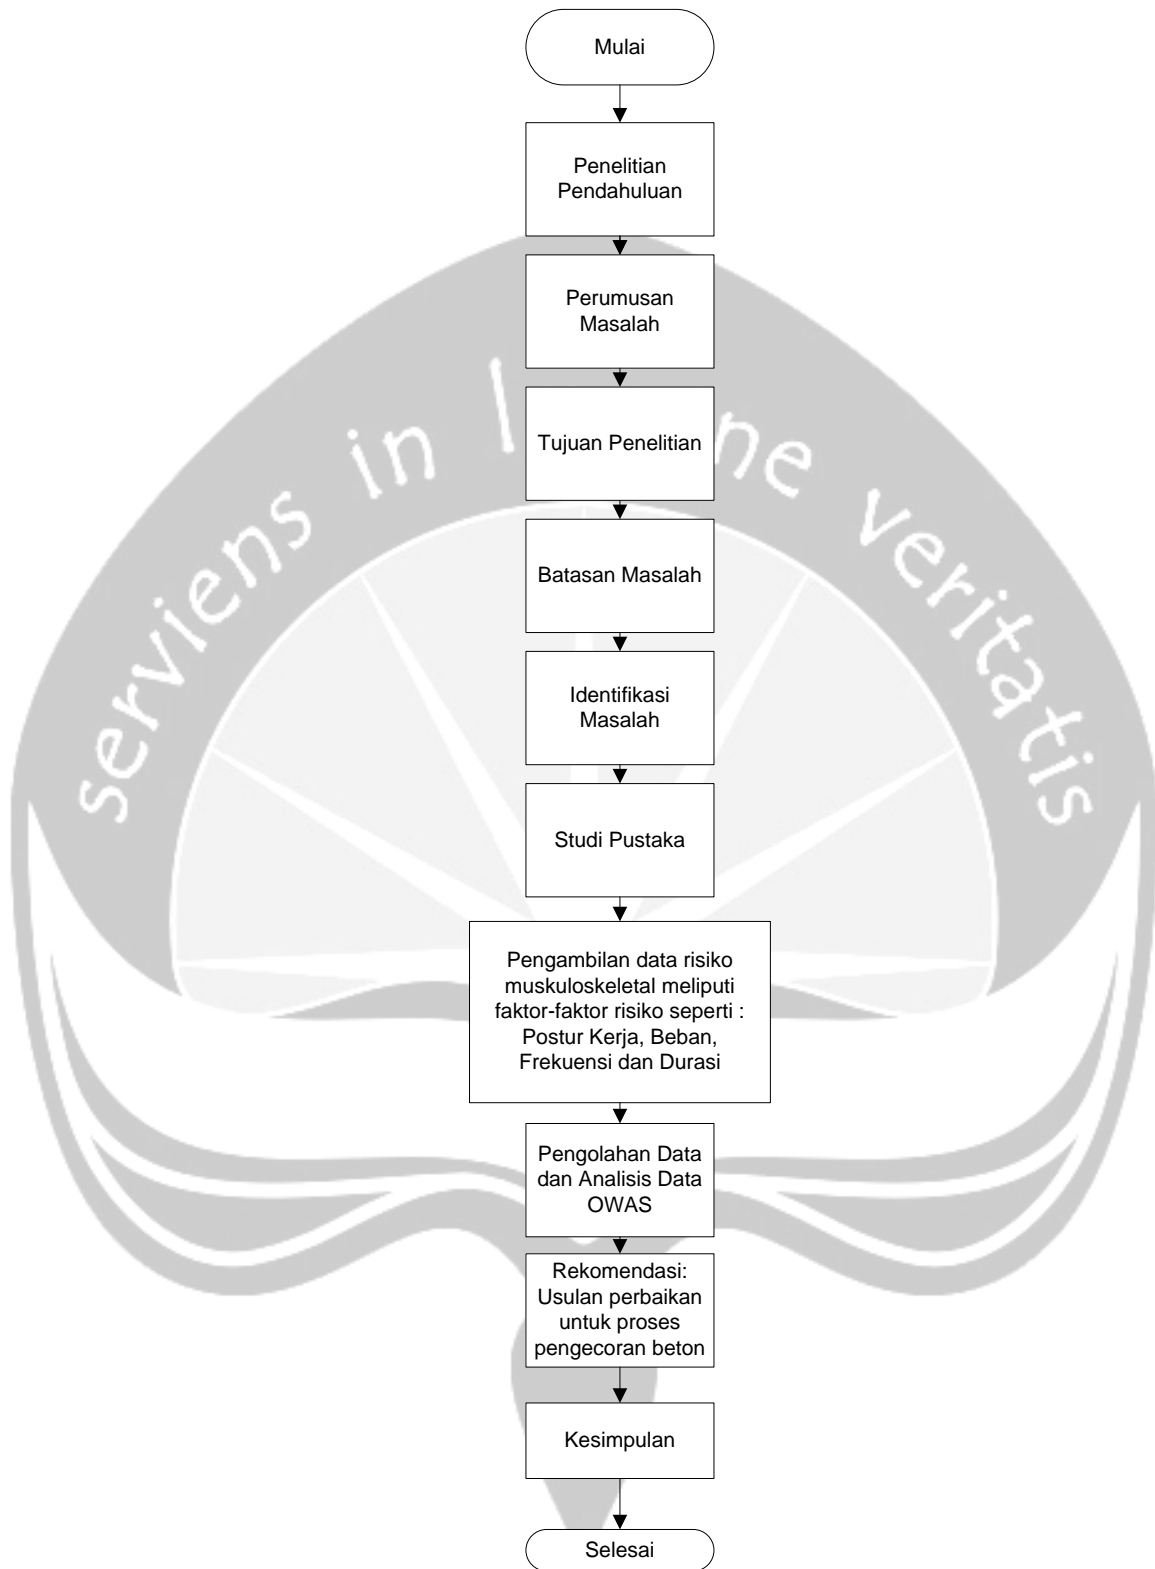 Mulai
Penelitian
Pendahuluan
Perumusan
Masalah
Tujuan Penelitian
Batasan Masalah
Identifikasi
Masalah
Studi Pustaka
Pengambilan data risiko
muskuloskeletal meliputi
faktor-faktor risiko seperti :
Postur Kerja, Beban,
Frekuensi dan Durasi
Pengolahan Data
dan Analisis Data
OWAS
Rekomendasi:
Usulan perbaikan
untuk proses
pengecoran beton
Kesimpulan
Selesai
serviens in l ne veritatis